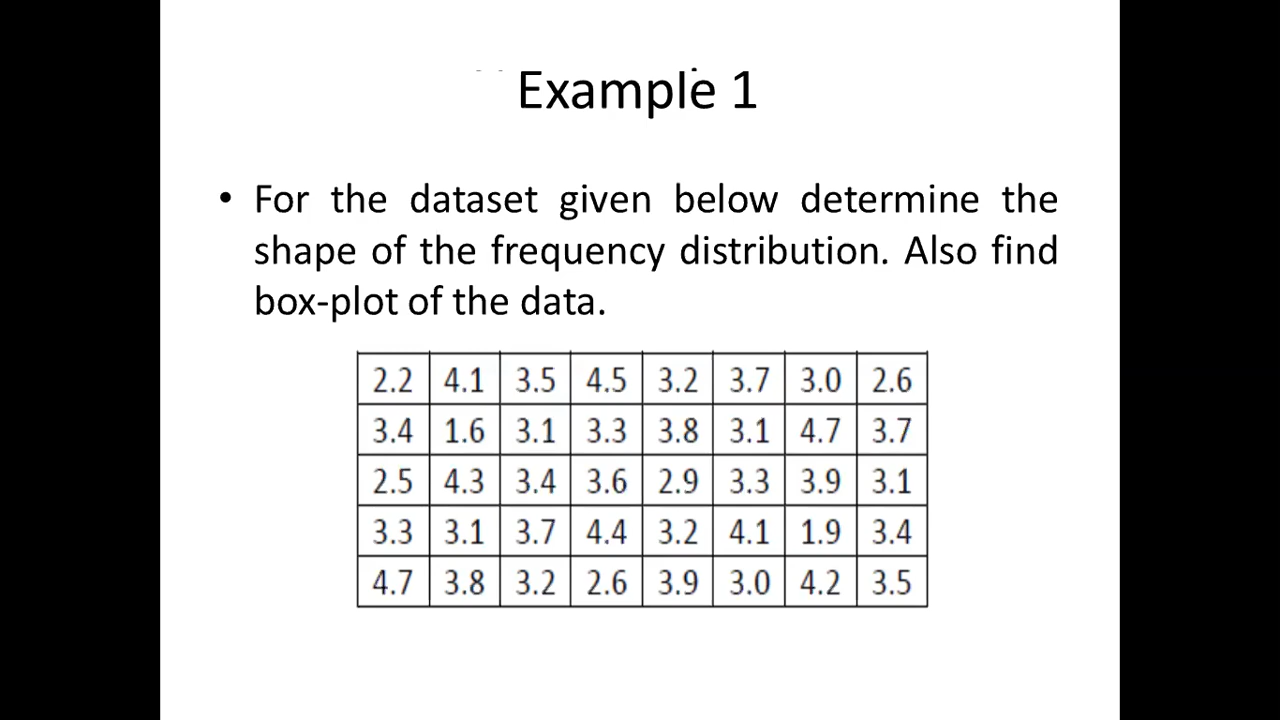 Example 1
• For the dataset given below determine the
shape of the frequency distribution. Also find
box-plot of the data.
2.2 4.1 3.5 4.5 3.2 3.7 3.0 2.6
3.4 1.6 3.1 3.3 3.8 3.1 4.7 3.7
2.5 4.3 3.4 3.6 2.9 3.3 3.9 3.1
3.3 3.1 3.7 4.4 3.2 4.1 1.9 3.4
4.7 3.8 3.2 2.6 3.9 3.0 4.2 3.5